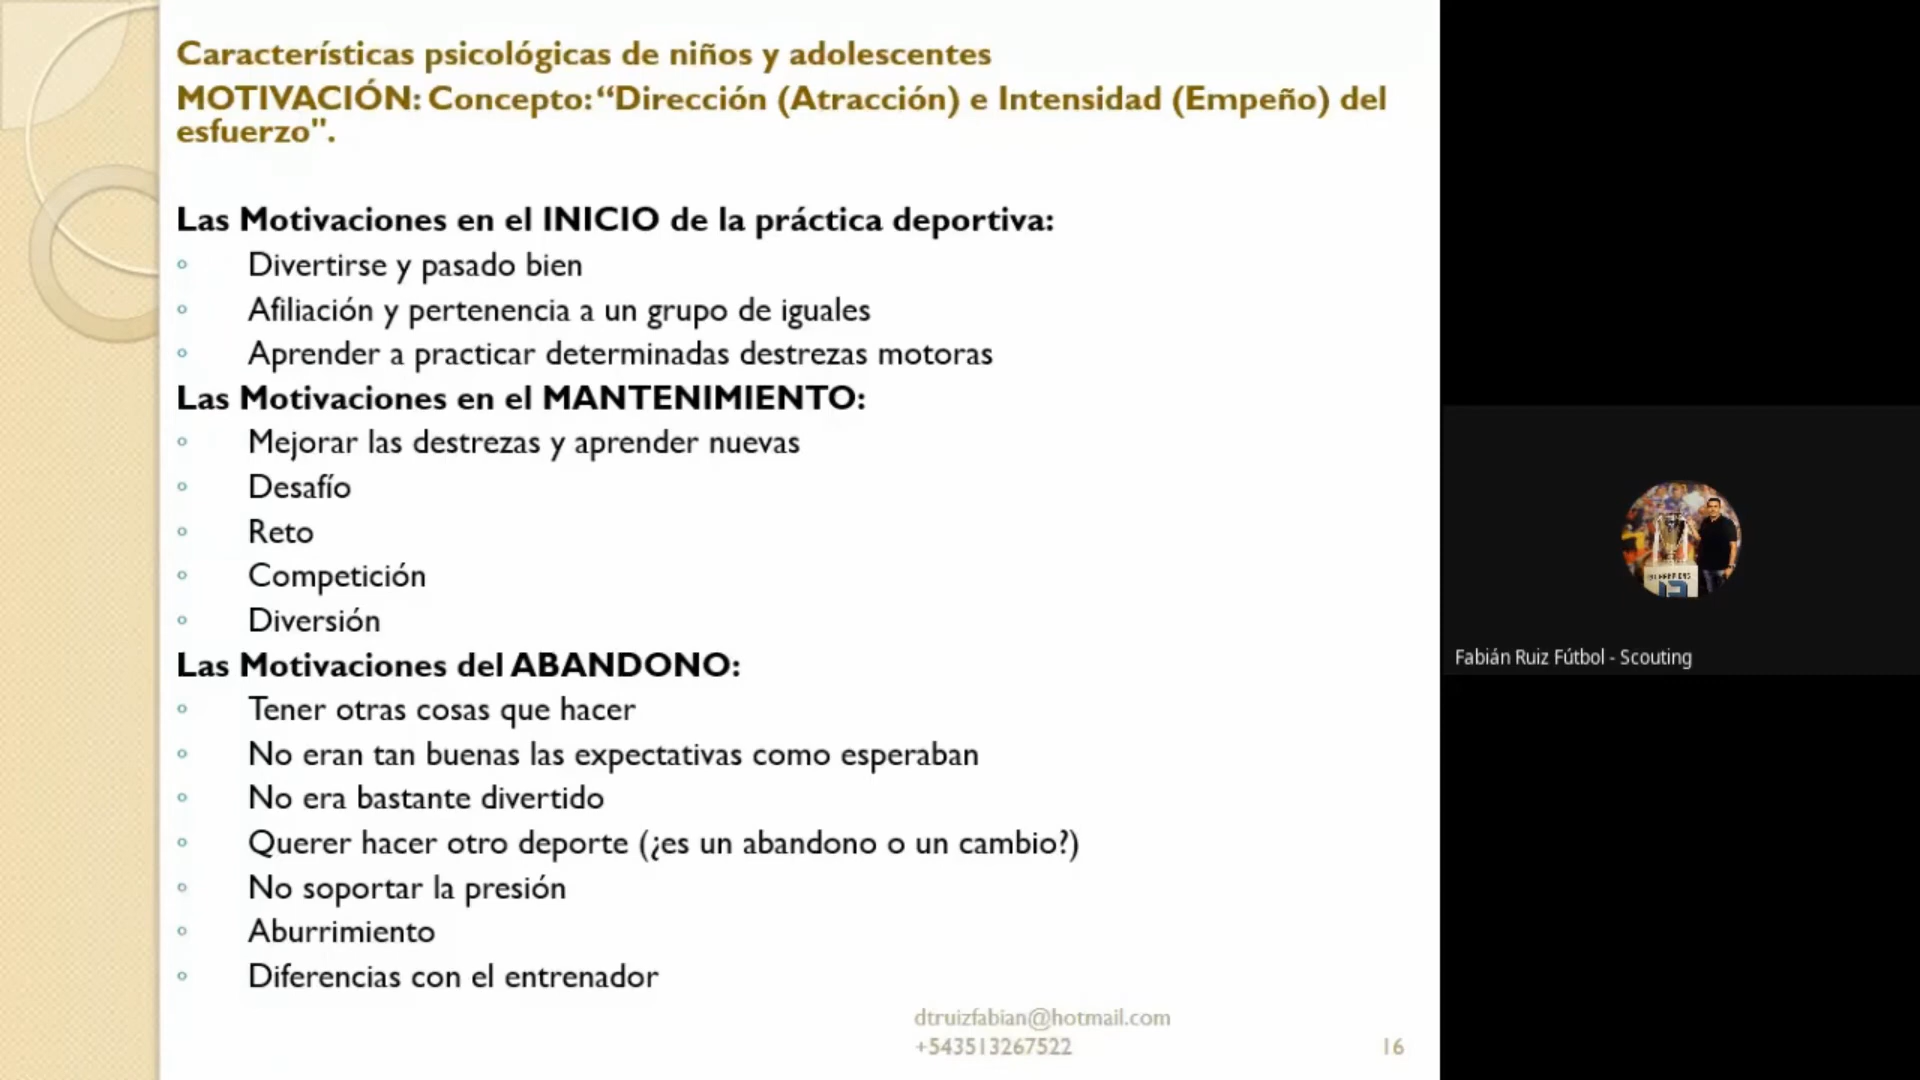 Características psicológicas de niños y adolescentes
MOTIVACIÓN: Concepto: “Dirección (Atracción) e Intensidad (Empeño) del
esfuerzo".
Las Motivaciones en el INICIO de la práctica deportiva:
Divertirse y pasado bien
Afiliación y pertenencia a un grupo de iguales
Aprender a practicar determinadas destrezas motoras
Las Motivaciones en el MANTENIMIENTO:
Mejorar las destrezas y aprender nuevas
Desafío
Reto
Competición
Diversión
Las Motivaciones del ABANDONO:
Tener otras cosas que hacer
No eran tan buenas las expectativas como esperaban
No era bastante divertido
Querer hacer otro deporte (¿es un abandono o un cambio?)
No soportar la presión
Aburrimiento
Diferencias con el entrenador
dtruizfabian@hotmail.com
+543513267522
16
Fabián Ruiz Fútbol - Scouting